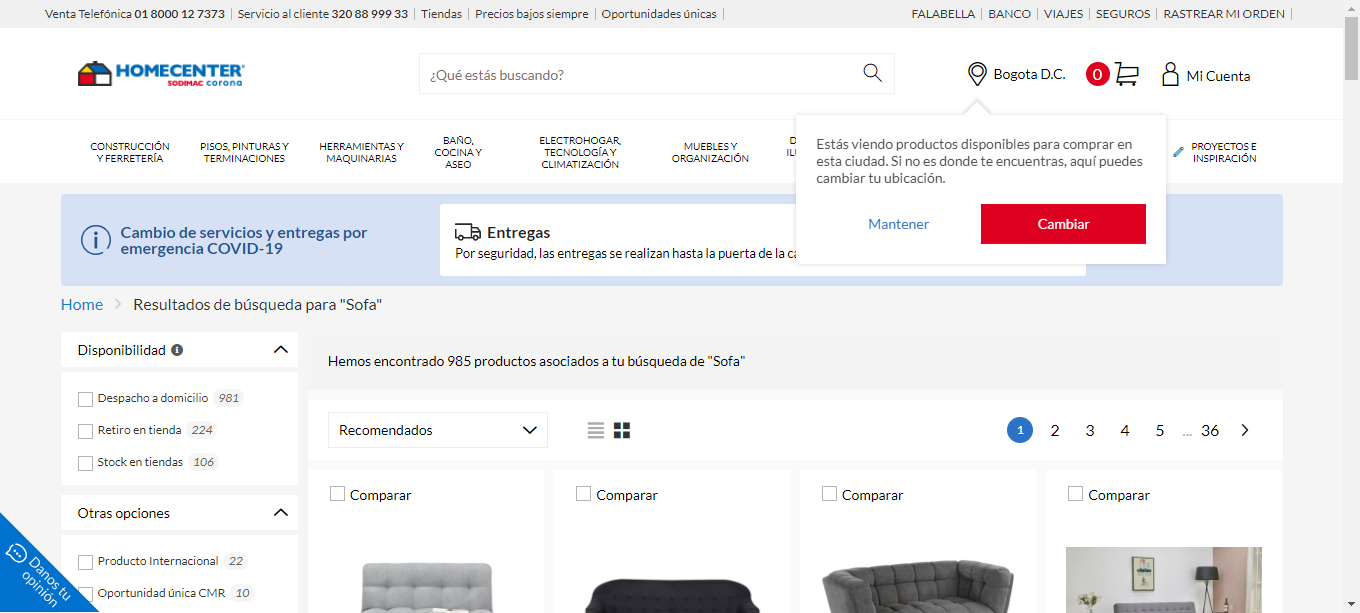 Venta Telefónica 01 8000 12 7373 Servicio al cliente 320 88 999 33 Tiendas Precios bajos siempre Oportunidades únicas FALABELLA BANCO VIAJES SEGUROS RASTREAR MI ORDEN
HOMECENTER
SODIMAC corona
¿Qué estás buscando?
Bogota D.C.
0
Mi Cuenta
CONSTRUCCIÓN
Y FERRETERÍA
PISOS, PINTURAS Y
TERMINACIONES
HERRAMIENTAS Y
MAQUINARIAS
BAÑO,
COCINA Y
ASEO
ELECTROHOGAR,
TECNOLOGÍA Y
CLIMATIZACIÓN
MUEBLES Y
ORGANIZACIÓN
PROYECTOS E
INSPIRACIÓN
Estás viendo productos disponibles para comprar en
esta ciudad. Si no es donde te encuentras, aquí puedes
cambiar tu ubicación.
Mantener
Cambiar
Cambio de servicios y entregas por
emergencia COVID-19
Entregas
Por seguridad, las entregas se realizan hasta la puerta de la
Home Resultados de búsqueda para "Sofa"
Disponibilidad
Despacho a domicilio 981
Retiro en tienda 224
Stock en tiendas 106
Otras opciones
Producto Internacional 22
Oportunidad única CMR 10
Danos tu
opinión
Hemos encontrado 985 productos asociados a tu búsqueda de "Sofa"
Recomendados
1 2 3 4 5 ... 36
Comparar
Comparar
Comparar
Comparar